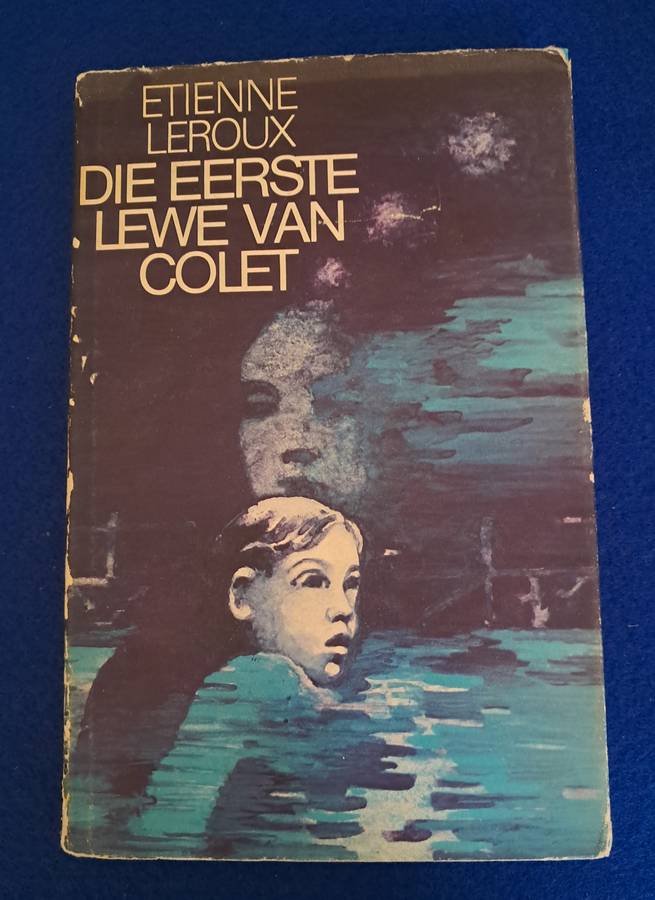 ETIENNE
LEROUX
DIE EERSTE
LEWE VAN
COLET